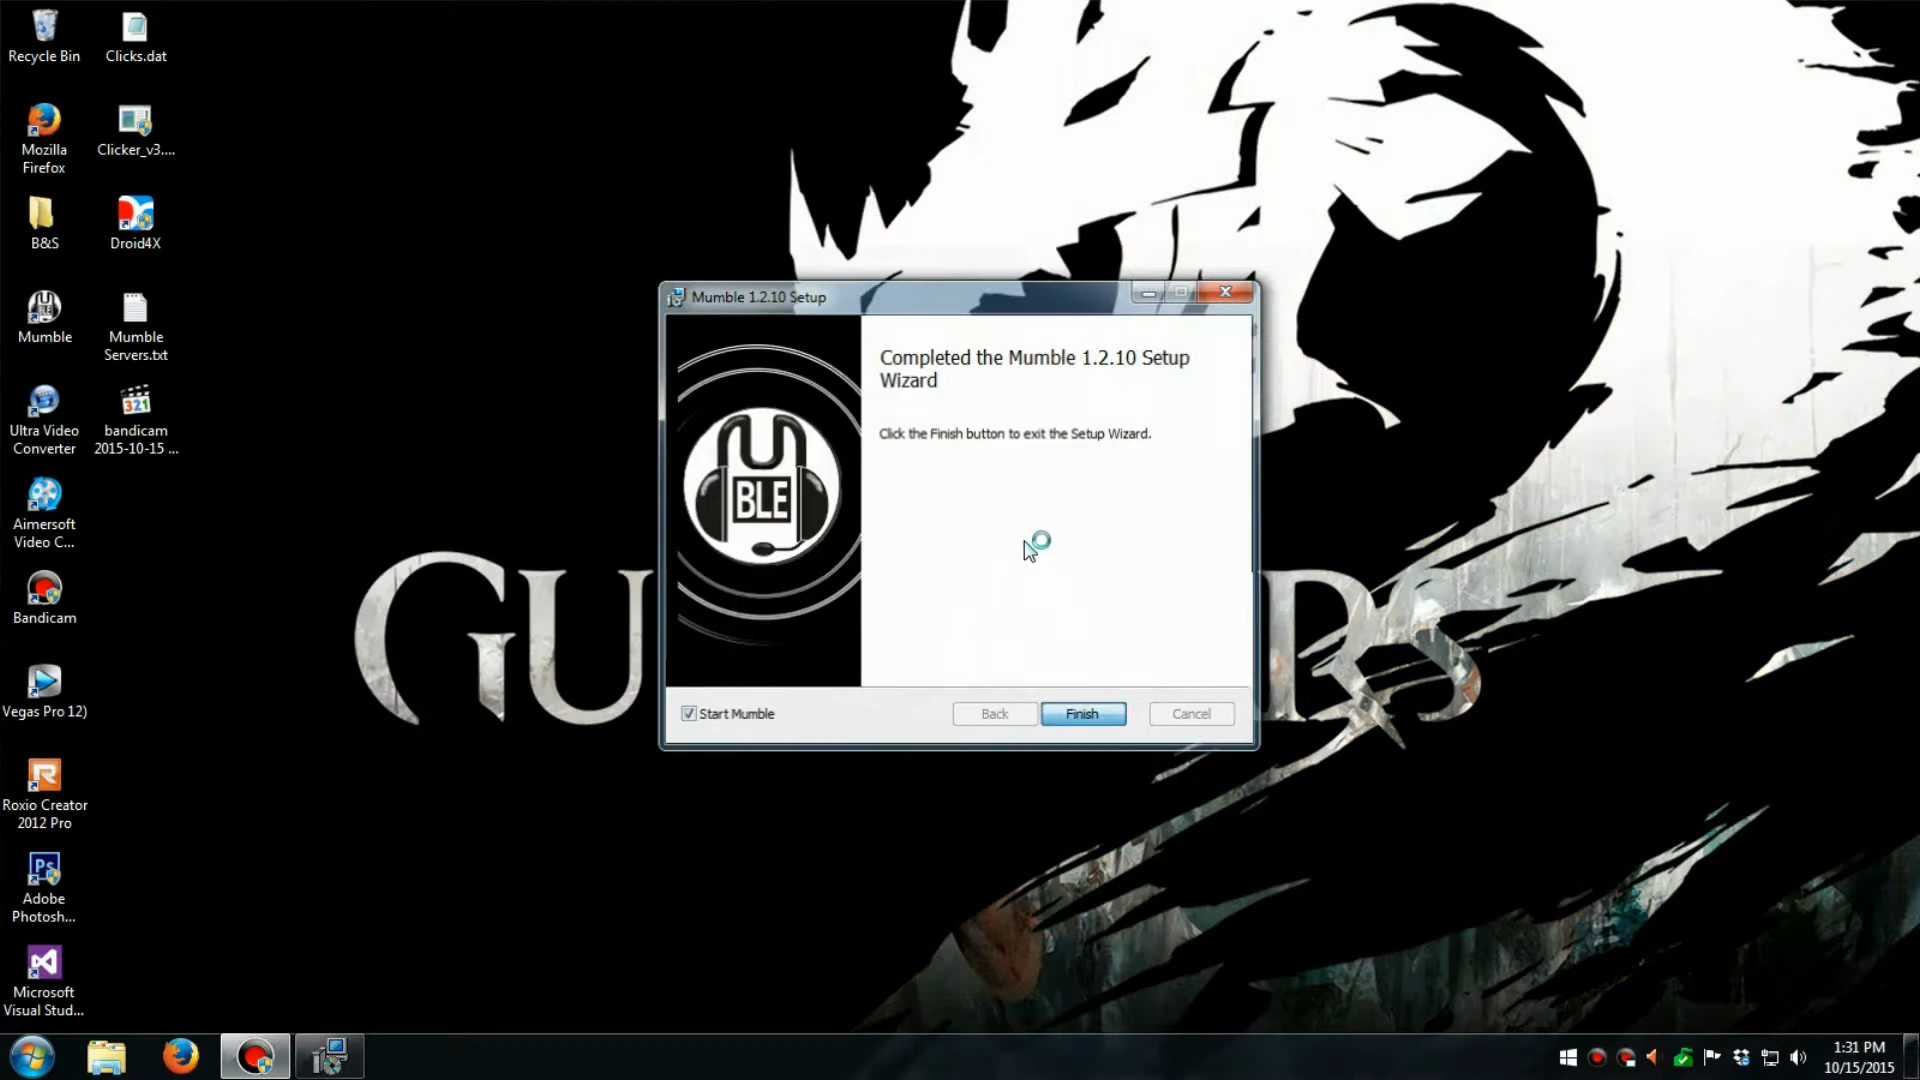 Recycle Bin
Clicks.dat
Mozilla
Firefox
Clicker_v3....
B&S
Droid4X
Mumble
Mumble
Servers.txt
Ultra Video
Converter
bandicam
2015-10-15 ...
Aimersoft
Video C...
Bandicam
Vegas Pro 12)
Roxio Creator
2012 Pro
Ps
Adobe
Photosh...
Microsoft
Visual Stud...
Mumble 1.2.10 Setup
Completed the Mumble 1.2.10 Setup
Wizard
Click the Finish button to exit the Setup Wizard.
BLE
Start Mumble
Back
Finish
Cancel
1:31 PM
10/15/2015